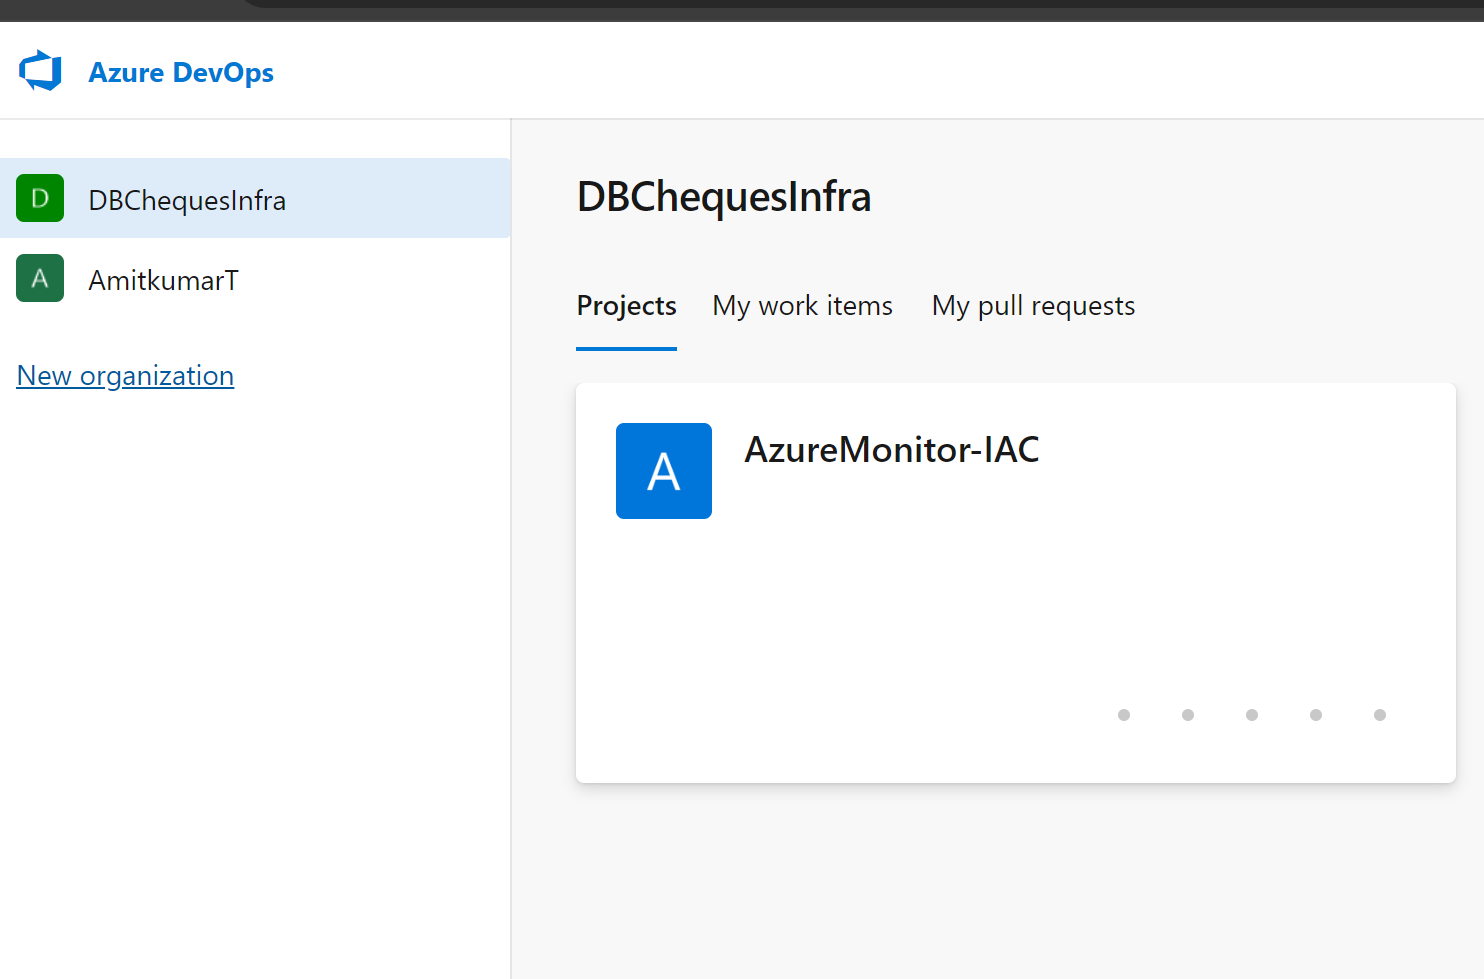 Azure DevOps
D DBChequesInfra
A AmitkumarT
New organization
DBChequesInfra
Projects My work items My pull requests
A AzureMonitor-IAC